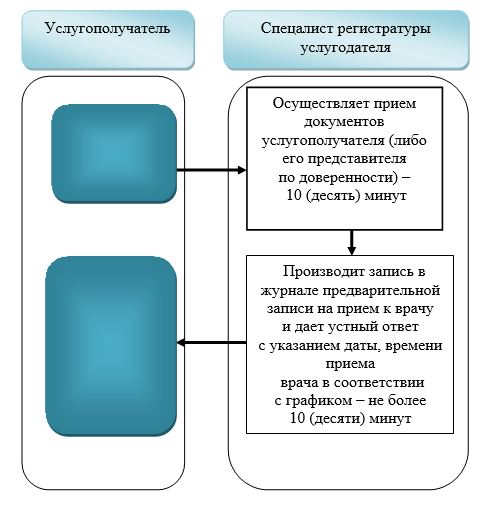 Услугополучатель
Спецалист регистратуры
услугодателя
Осуществляет прием
документов
услугополучателя (либо
его представителя
по доверенности) –
10 (десять) минут
Производит запись в
журнале предварительной
записи на прием к врачу
и дает устный ответ
с указанием даты, времени
приема
врача в соответствии
с графиком – не более
10 (десяти) минут